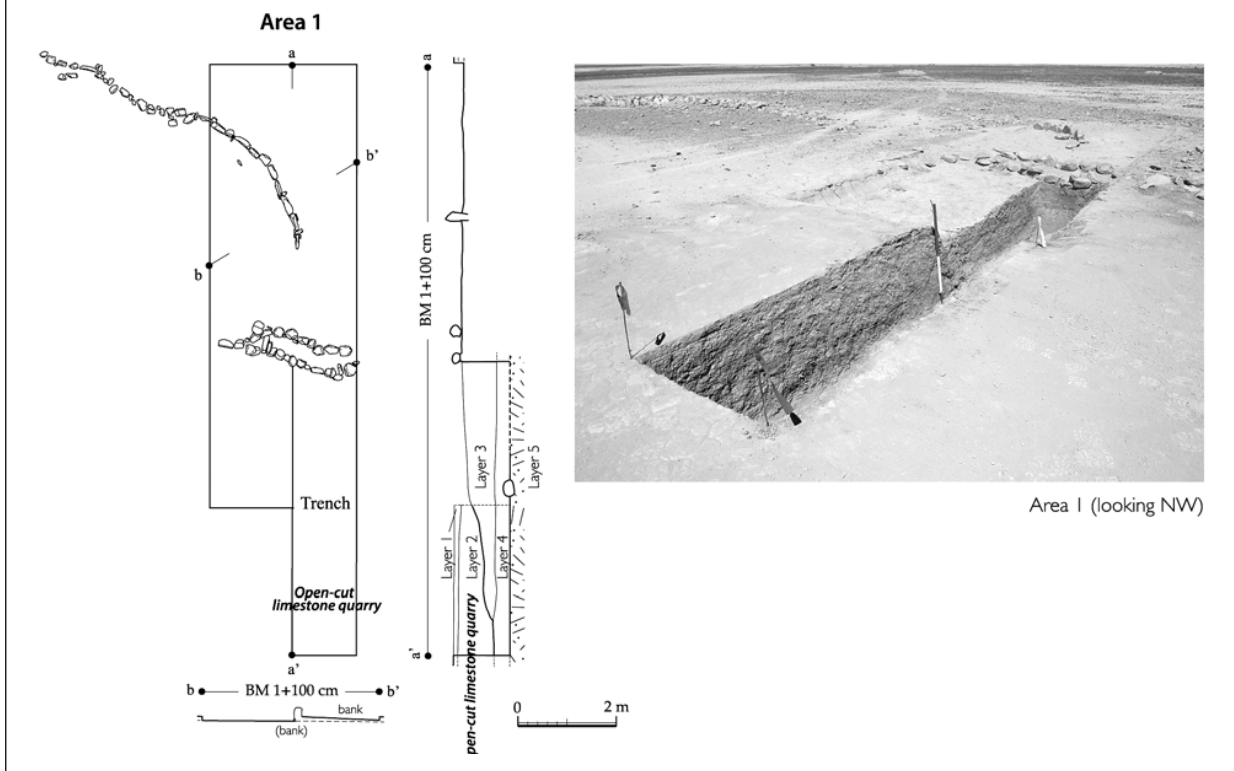 Area 1
a
b'
b
Trench
Open-cut
limestone quarry
a'
b BM 1+100 cm b'
bank
(bank)
a
BM 1+100 cm
a'
Layer 1
Layer 2
Layer 3
Layer 4
Layer 5
pen-cut limestone quarry
0 2 m
Area 1 (looking NW)